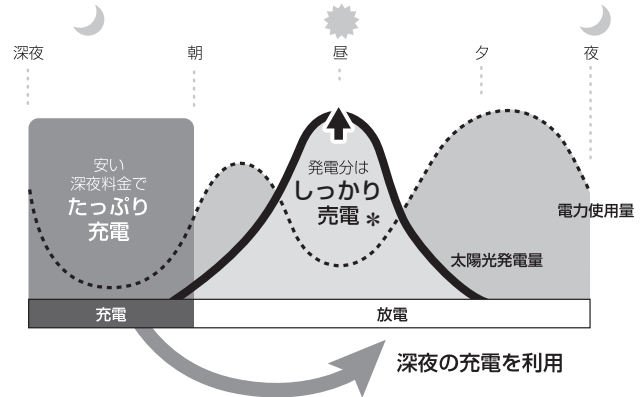 深夜
朝
昼
夕
夜
安い
深夜料金で
たっぷり
充電
発電分は
しっかり
売電*
電力使用量
太陽光発電量
充電
放電
深夜の充電を利用